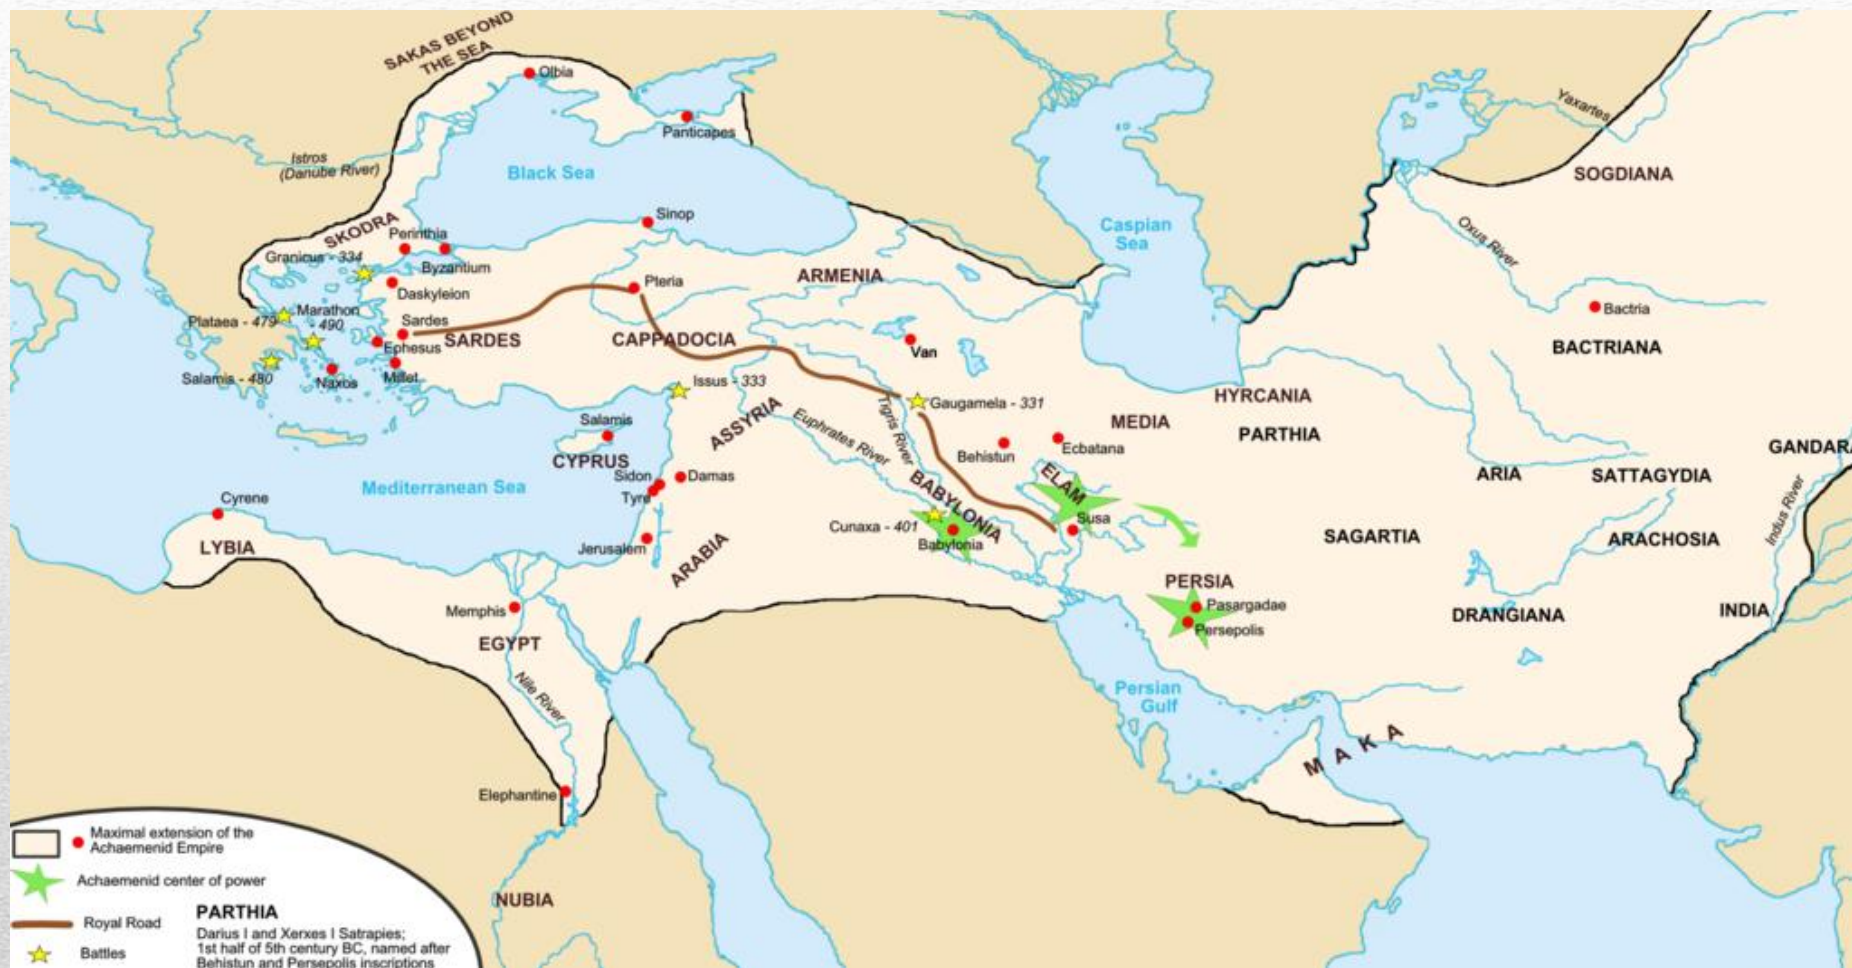 SAKAS BEYOND
THE SEA
Olbia
Panticapes
Yaxartes
Istros
(Danube River)
Black Sea
SOGDIANA
Sinop
SKODRA
Perinthia
Caspian
Sea
Oxus River
Granicus - 334
Byzantium
ARMENIA
Pteria
Daskyleion
Marathon
- 490
Plataea - 479
Sardes
Bactria
SARDES
CAPPADOCIA
Ephesus
Van
BACTRIANA
Salamis - 480
Naxos
Millet
Issus - 333
HYRCANIA
Tigris River
Gaugamela - 331
Salamis
ASSYRIA
Euphrates River
MEDIA
PARTHIA
Behistun
Ecbatana
GANDARA
CYPRUS
Sidon
Damas
ELAM
ARIA
SATTAGYDIA
Mediterranean Sea
Tyre
BABYLONIA
Indus River
Cyrene
Cunaxa - 401
Susa
LYBIA
Jerusalem
ARABIA
Babylonia
SAGARTIA
ARACHOSIA
PERSIA
Memphis
Pasargadae
Persepolis
DRANGIANA
INDIA
EGYPT
Nile River
Persian
Gulf
MAKA
Elephantine
Maximal extension of the
Achaemenid Empire
Achaemenid center of power
NUBIA
Royal Road
PARTHIA
Darius I and Xerxes I Satrapies;
Battles
1st half of 5th century BC, named after
Behistun and Persepolis inscriptions